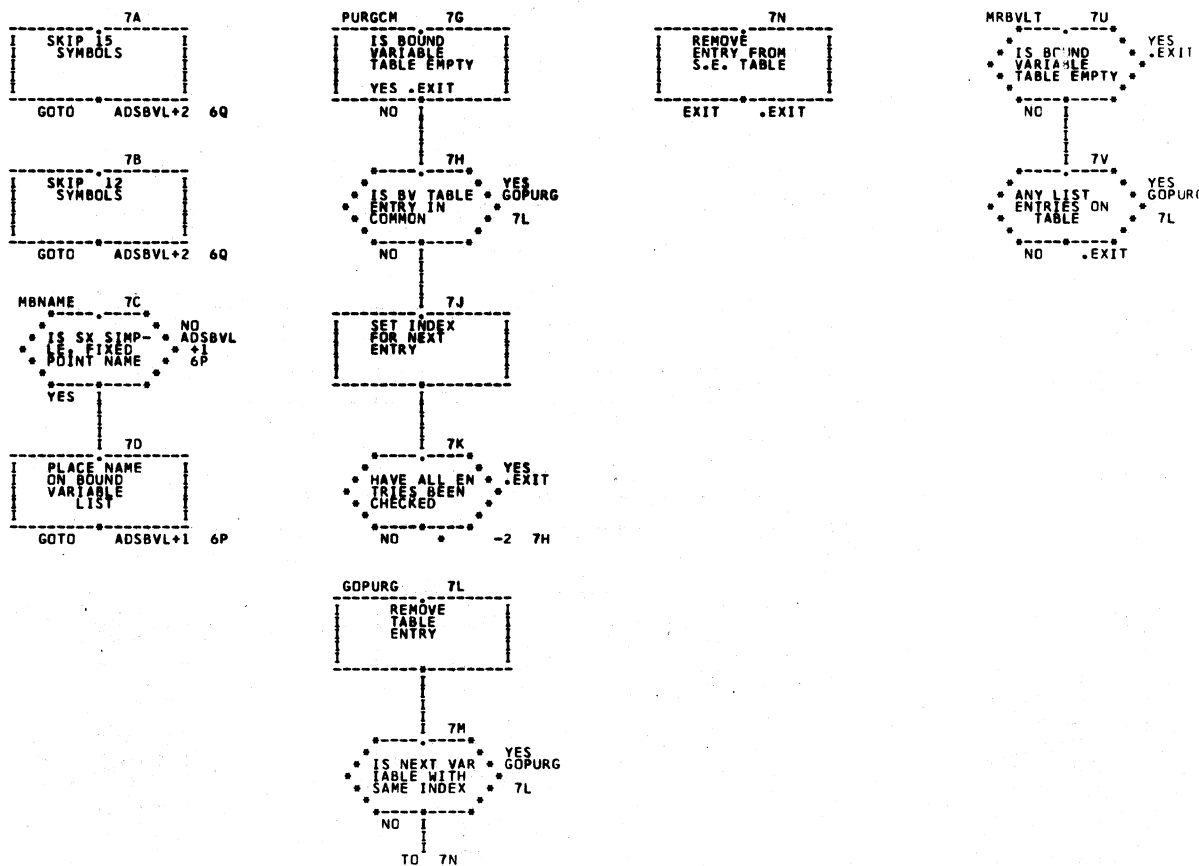 7A
SKIP 15
SYMBOLS
GOTO ADSBVL+2 6Q
7B
SKIP 12
SYMBOLS
GOTO ADSBVL+2 6Q
MBNAME 7C
IS SX SIMP-
LE, FIXED
POINT NAME
NO
ADSBVL
+1
6P
YES
7D
PLACE NAME
ON BOUND
VARIABLE
LIST
GOTO ADSBVL+1 6P
PURGCM 7G
IS BOUND
VARIABLE
TABLE EMPTY
YES .EXIT
NO
7H
IS BV TABLE
ENTRY IN
COMMON
YES
GOPURG
7L
NO
7J
SET INDEX
FOR NEXT
ENTRY
7K
HAVE ALL EN
TRIES BEEN
CHECKED
YES
.EXIT
NO * -2 7H
GOPURG 7L
REMOVE
TABLE
ENTRY
7M
IS NEXT VAR
IABLE WITH
SAME INDEX
YES
GOPURG
7L
NO
TO 7N
7N
REMOVE
ENTRY FROM
S.E. TABLE
EXIT .EXIT
MRBVLT 7U
IS BOUND
VARIABLE
TABLE EMPTY
YES
.EXIT
NO
7V
ANY LIST
ENTRIES ON
TABLE
YES
GOPURG
7L
NO .EXIT